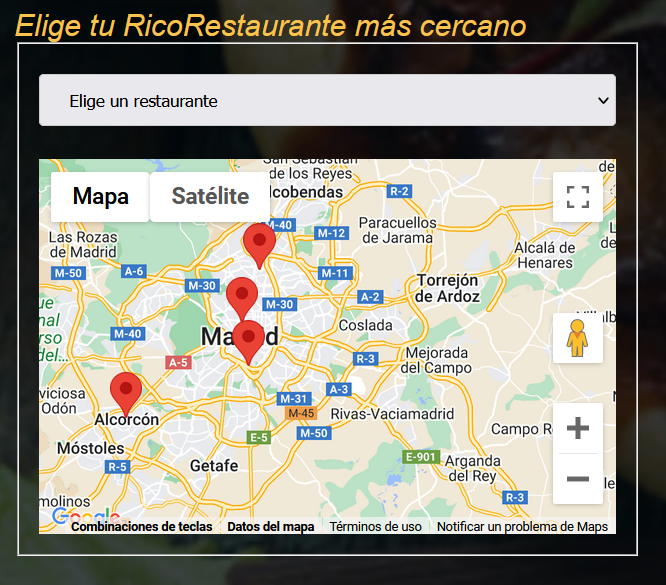 Elige tu RicoRestaurante más cercano
Elige un restaurante
San Sebastián
de los Reyes
Mapa
Satélite
lcobendas
R-2
M-40
M-12
Paracuellos
de Jarama
Las Rozas
de Madrid
Alcalá de
Henares
M-50
A-6
M-11
M-30
Torrejón
de Ardoz
A-2
M-30
Coslada
M-40
R-3
Mejorada
del Campo
A-5
A-3
viciosa
Odón
M-31
M-45
Rivas-Vaciamadrid
Alcorcón
M-50
E-5
Campo R
Móstoles
E-901
Getafe
R-5
Arganda
del Rey
R-3
molinos
Google
Combinaciones de teclas
Datos del mapa
Términos de uso
Notificar un problema de Maps